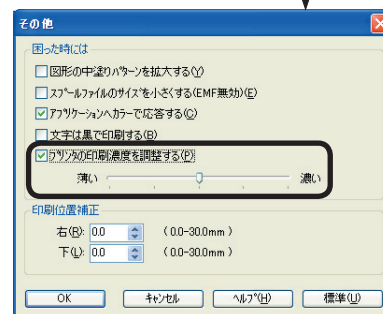 その他
困った時には
図形の中塗りパターンを拡大する(Y)
スプールファイルのサイズを小さくする(EMF無効)(E)
アプリケーションへカラーで応答する(C)
文字は黒で印刷する(B)
プリンタの印刷濃度を調整する(P)
薄い 濃い
印刷位置補正
右(R): 0.0 (0.0-30.0mm)
下(L): 0.0 (0.0-30.0mm)
OK キャンセル ヘルプ(H) 標準(U)